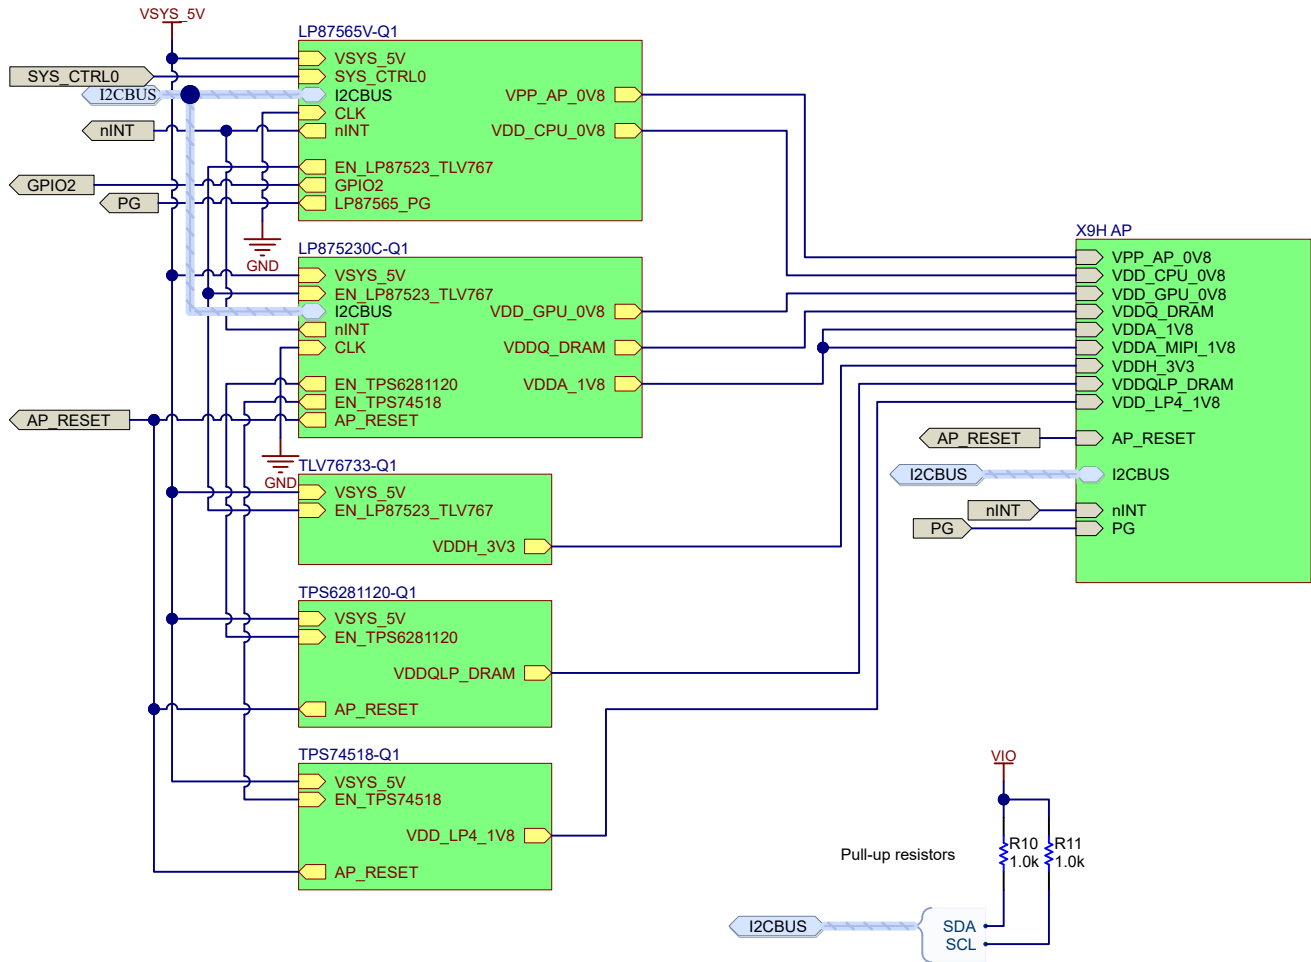 VSYS_5V
LP87565V-Q1
VSYS_5V
SYS_CTRL0
SYS_CTRL0
I2CBUS
I2CBUS
VPP_AP_0V8
CLK
nINT
nINT
VDD_CPU_0V8
EN_LP87523_TLV767
GPIO2
GPIO2
PG
LP87565_PG
GND
LP875230C-Q1
VSYS_5V
EN_LP87523_TLV767
I2CBUS
VDD_GPU_0V8
nINT
CLK
VDDQ_DRAM
EN_TPS6281120
VDDA_1V8
EN_TPS74518
AP_RESET
AP_RESET
GND
TLV76733-Q1
VSYS_5V
EN_LP87523_TLV767
VDDH_3V3
TPS6281120-Q1
VSYS_5V
EN_TPS6281120
VDDQLP_DRAM
AP_RESET
TPS74518-Q1
VSYS_5V
EN_TPS74518
VDD_LP4_1V8
AP_RESET
X9H AP
VPP_AP_0V8
VDD_CPU_0V8
VDD_GPU_0V8
VDDQ_DRAM
VDDA_1V8
VDDA_MIPI_1V8
VDDH_3V3
VDDQLP_DRAM
VDD_LP4_1V8
AP_RESET
AP_RESET
I2CBUS
I2CBUS
nINT
nINT
PG
PG
VIO
Pull-up resistors
R10
1.0k
R11
1.0k
I2CBUS
SDA
SCL